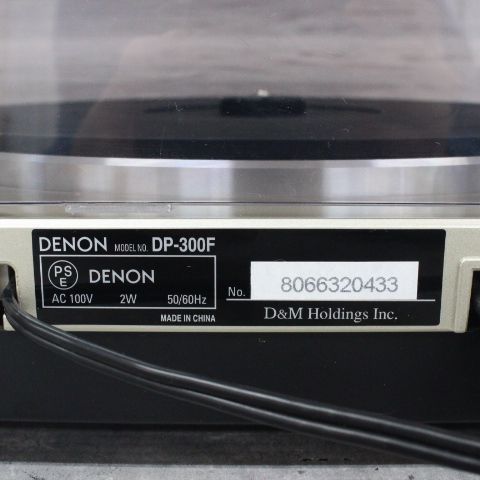 DENON MODEL NO. DP-300F
PS
E
DENON
AC 100V 2W 50/60Hz
MADE IN CHINA
No. 8066320433
D&M Holdings Inc.